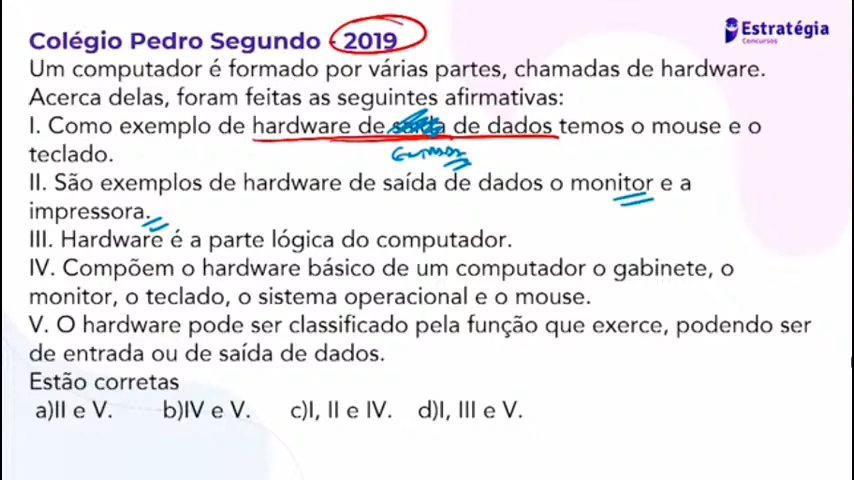 Colégio Pedro Segundo - 2019
Estratégia
Concursos
Um computador é formado por várias partes, chamadas de hardware.
Acerca delas, foram feitas as seguintes afirmativas:
I. Como exemplo de hardware de saída de dados temos o mouse e o
teclado.
II. São exemplos de hardware de saída de dados o monitor e a
impressora.
III. Hardware é a parte lógica do computador.
IV. Compõem o hardware básico de um computador o gabinete, o
monitor, o teclado, o sistema operacional e o mouse.
V. O hardware pode ser classificado pela função que exerce, podendo ser
de entrada ou de saída de dados.
Estão corretas
a)II e V. b)IV e V. c)I, II e IV. d)I, III e V.